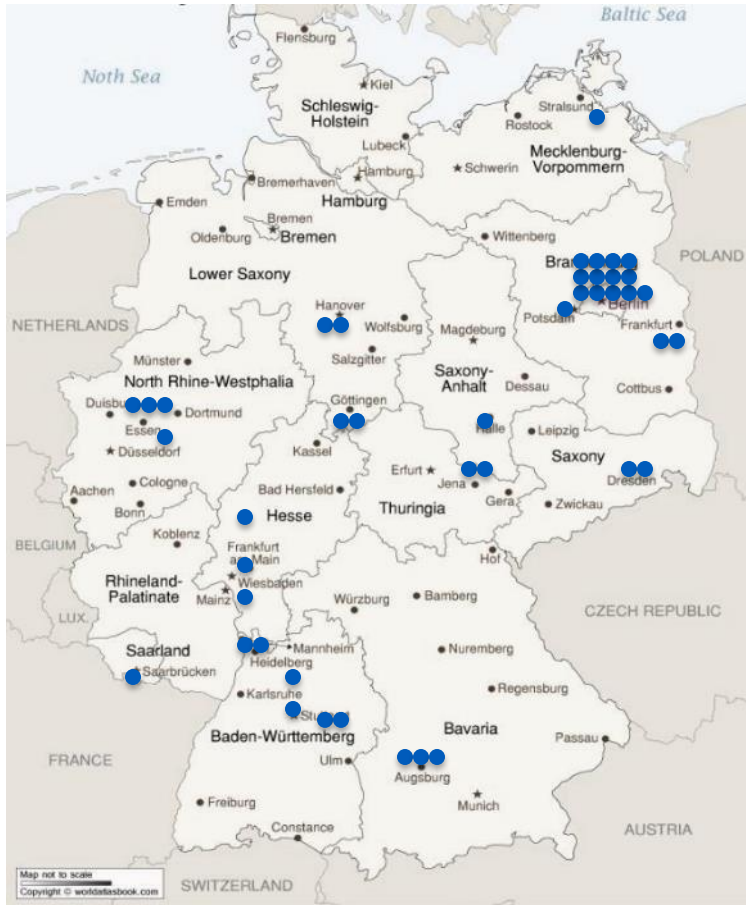 Baltic Sea
Flensburg
Noth Sea
Kiel
Schleswig-
Holstein
Stralsund
Rostock
Lubeck
Mecklenburg-
Vorpommern
Schwerin
Hamburg
Bremerhaven
Hamburg
Emden
Bremen
Bremen
Oldenburg
Wittenberg
POLAND
Lower Saxony
Hanover
Berlin
Potsdam
NETHERLANDS
Wolfsburg
Magdeburg
Frankfurt
Salzgitter
Münster
North Rhine-Westphalia
Saxony-
Anhalt
Dessau
Cottbus
Göttingen
Dortmund
Essen
Halle
Leipzig
Düsseldorf
Kassel
Saxony
Erfurt
Dresden
Cologne
Aachen
Bad Hersfeld
Jena
Gera
Bonn
Hesse
Thuringia
Zwickau
Koblenz
BELGIUM
Frankfurt
am Main
Hof
Rhineland-
Palatinate
Wiesbaden
Mainz
Würzburg
Bamberg
CZECH REPUBLIC
LUX.
Saarland
Mannheim
Nuremberg
Heidelberg
Saarbrücken
Karlsruhe
Regensburg
Baden-Württemberg
Bavaria
Passau
FRANCE
Ulm
Augsburg
Freiburg
Munich
Constance
AUSTRIA
Map not to scale
Copyright © worldatlasbook.com
SWITZERLAND